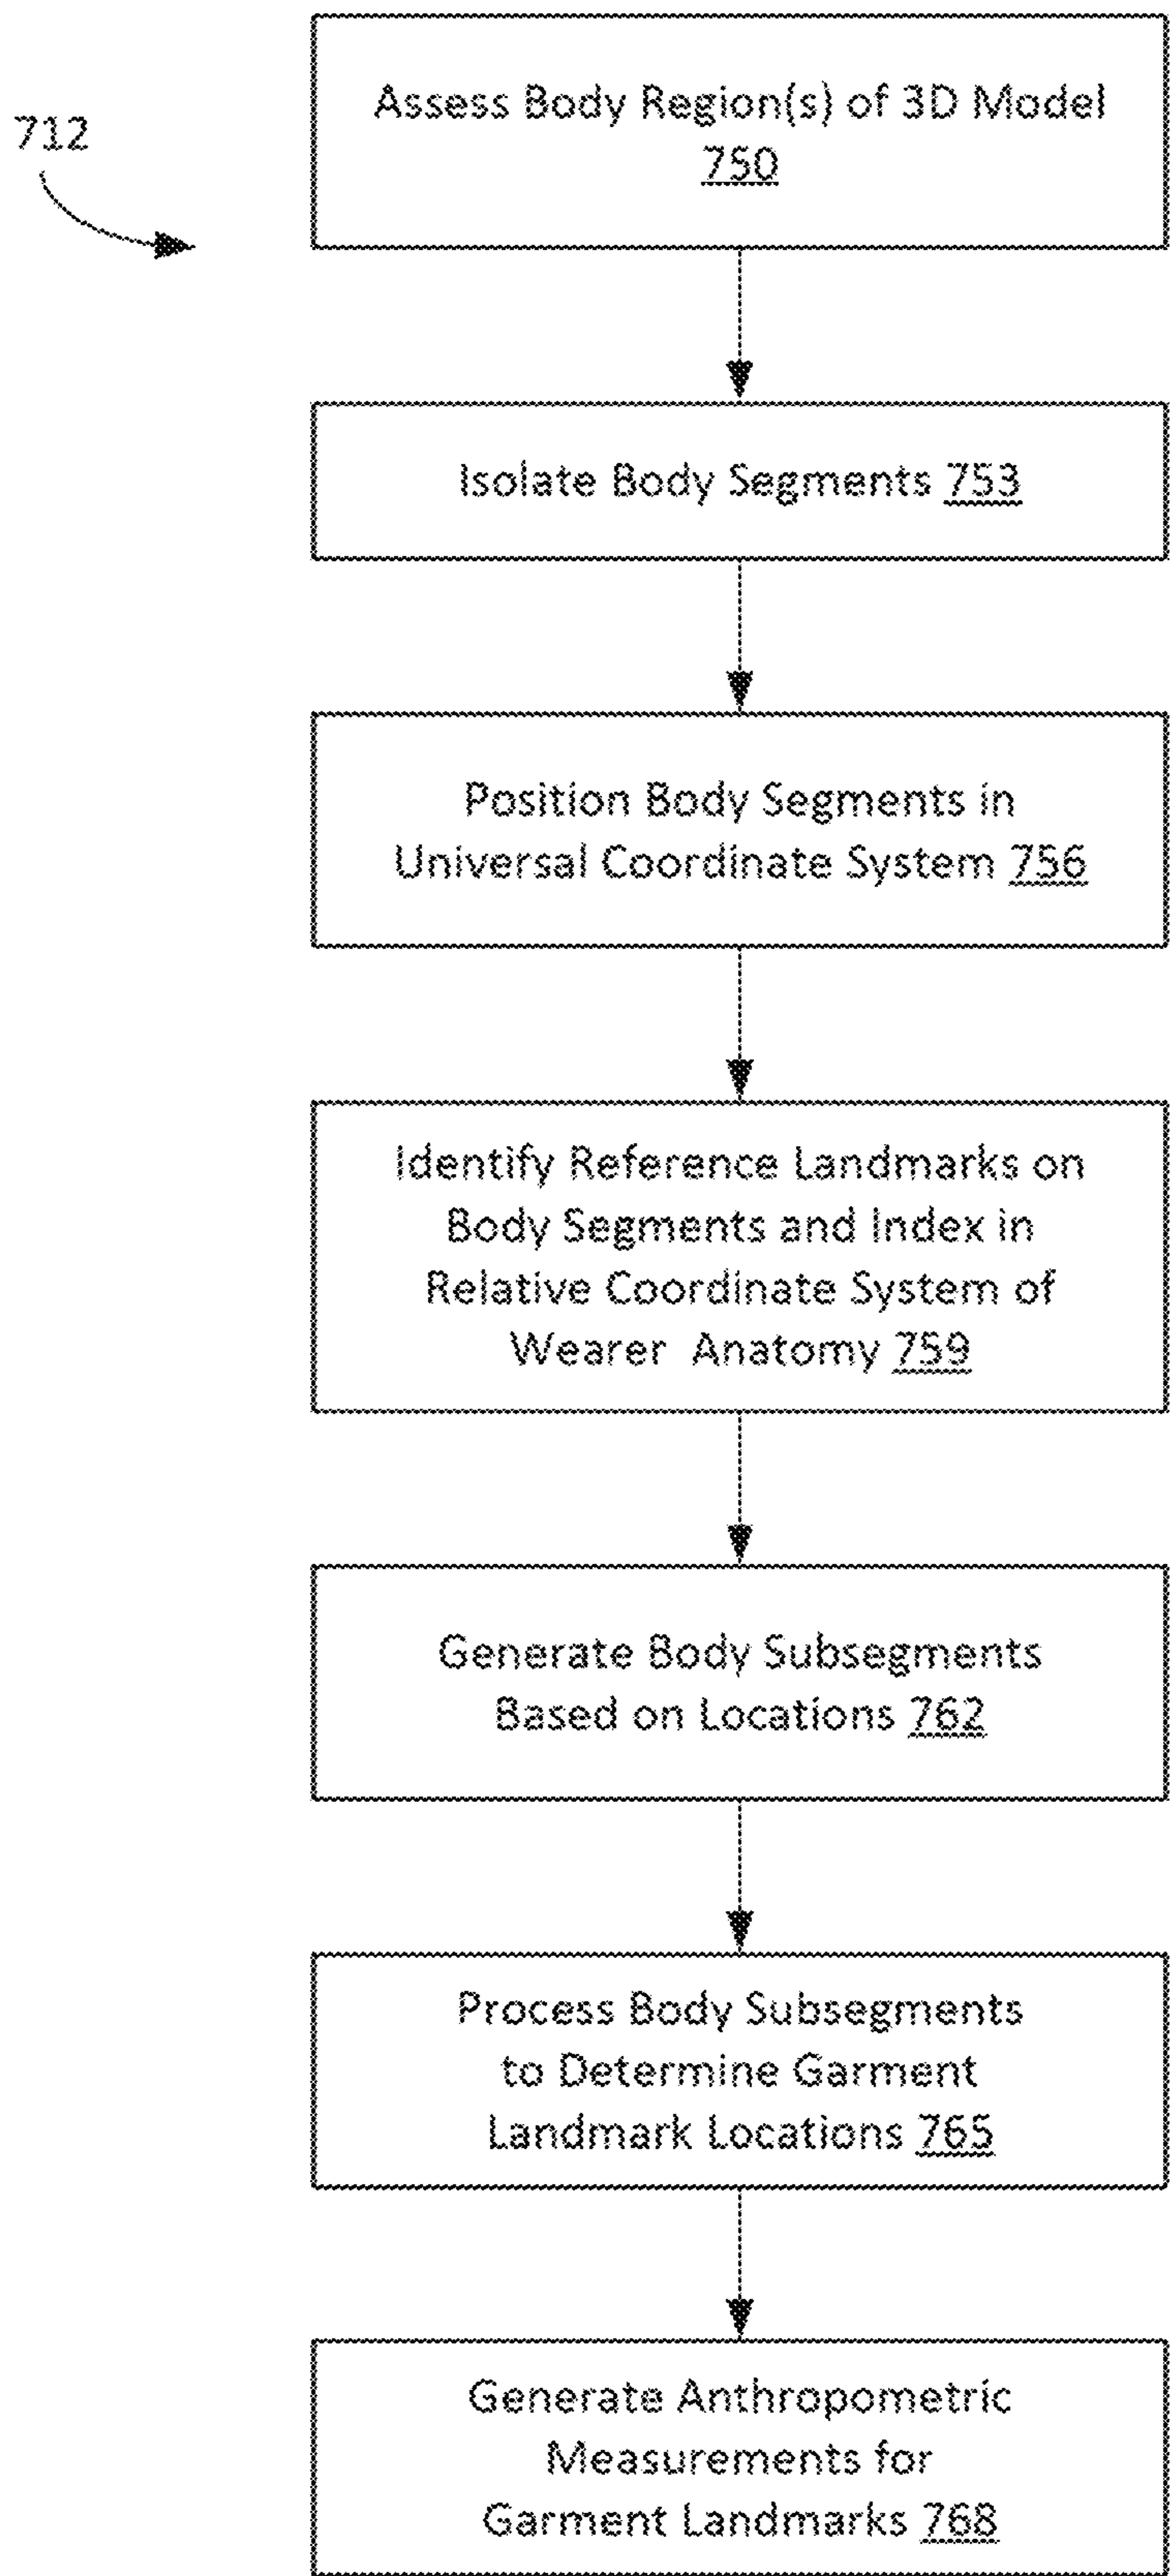 712
Assess Body Region(s) of 3D Model
750
Isolate Body Segments 753
Position Body Segments in
Universal Coordinate System 756
Identify Reference Landmarks on
Body Segments and Index in
Relative Coordinate System of
Wearer Anatomy 759
Generate Body Subsegments
Based on Locations 762
Process Body Subsegments
to Determine Garment
Landmark Locations 765
Generate Anthropometric
Measurements for
Garment Landmarks 768